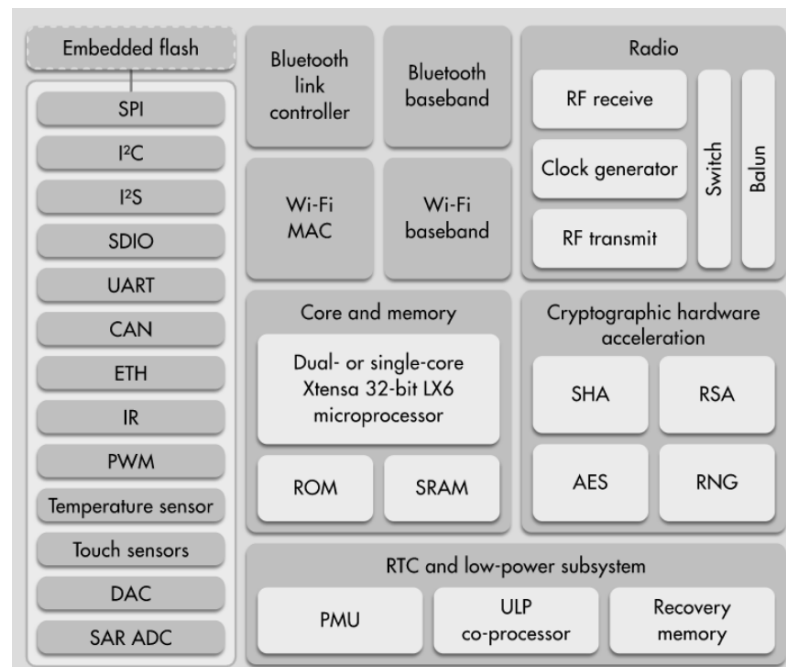 Embedded flash
SPI
I²C
I²S
SDIO
UART
CAN
ETH
IR
PWM
Temperature sensor
Touch sensors
DAC
SAR ADC
Bluetooth
link
controller
Bluetooth
baseband
Wi-Fi
MAC
Wi-Fi
baseband
Radio
RF receive
Clock generator
RF transmit
Switch
Balun
Core and memory
Dual- or single-core
Xtensa 32-bit LX6
microprocessor
ROM
SRAM
Cryptographic hardware
acceleration
SHA
RSA
AES
RNG
RTC and low-power subsystem
PMU
ULP
co-processor
Recovery
memory